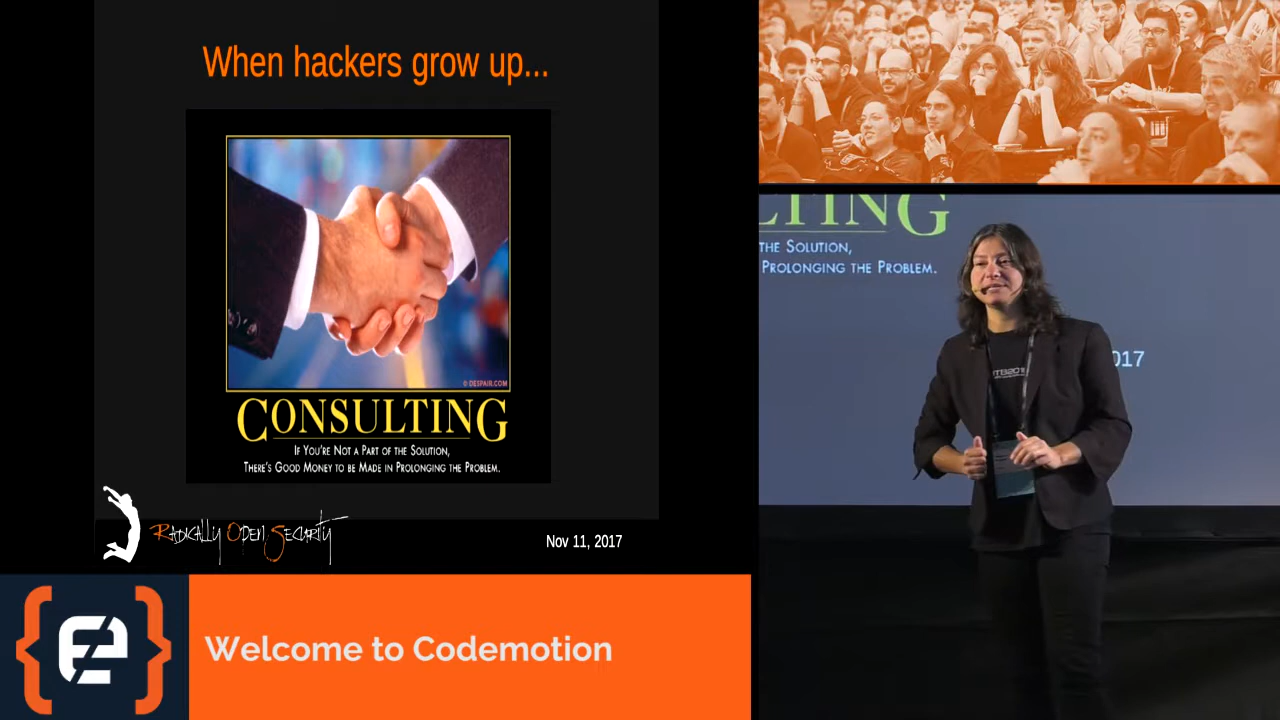 When hackers grow up...
© DESPAIR.COM
CONSULTING
IF YOU'RE NOT A PART OF THE SOLUTION,
THERE'S GOOD MONEY TO BE MADE IN PROLONGING THE PROBLEM.
RADICALLY OPEN SECURITY
Nov 11, 2017
Welcome to Codemotion
LTING
THE SOLUTION,
PROLONGING THE PROBLEM.
017